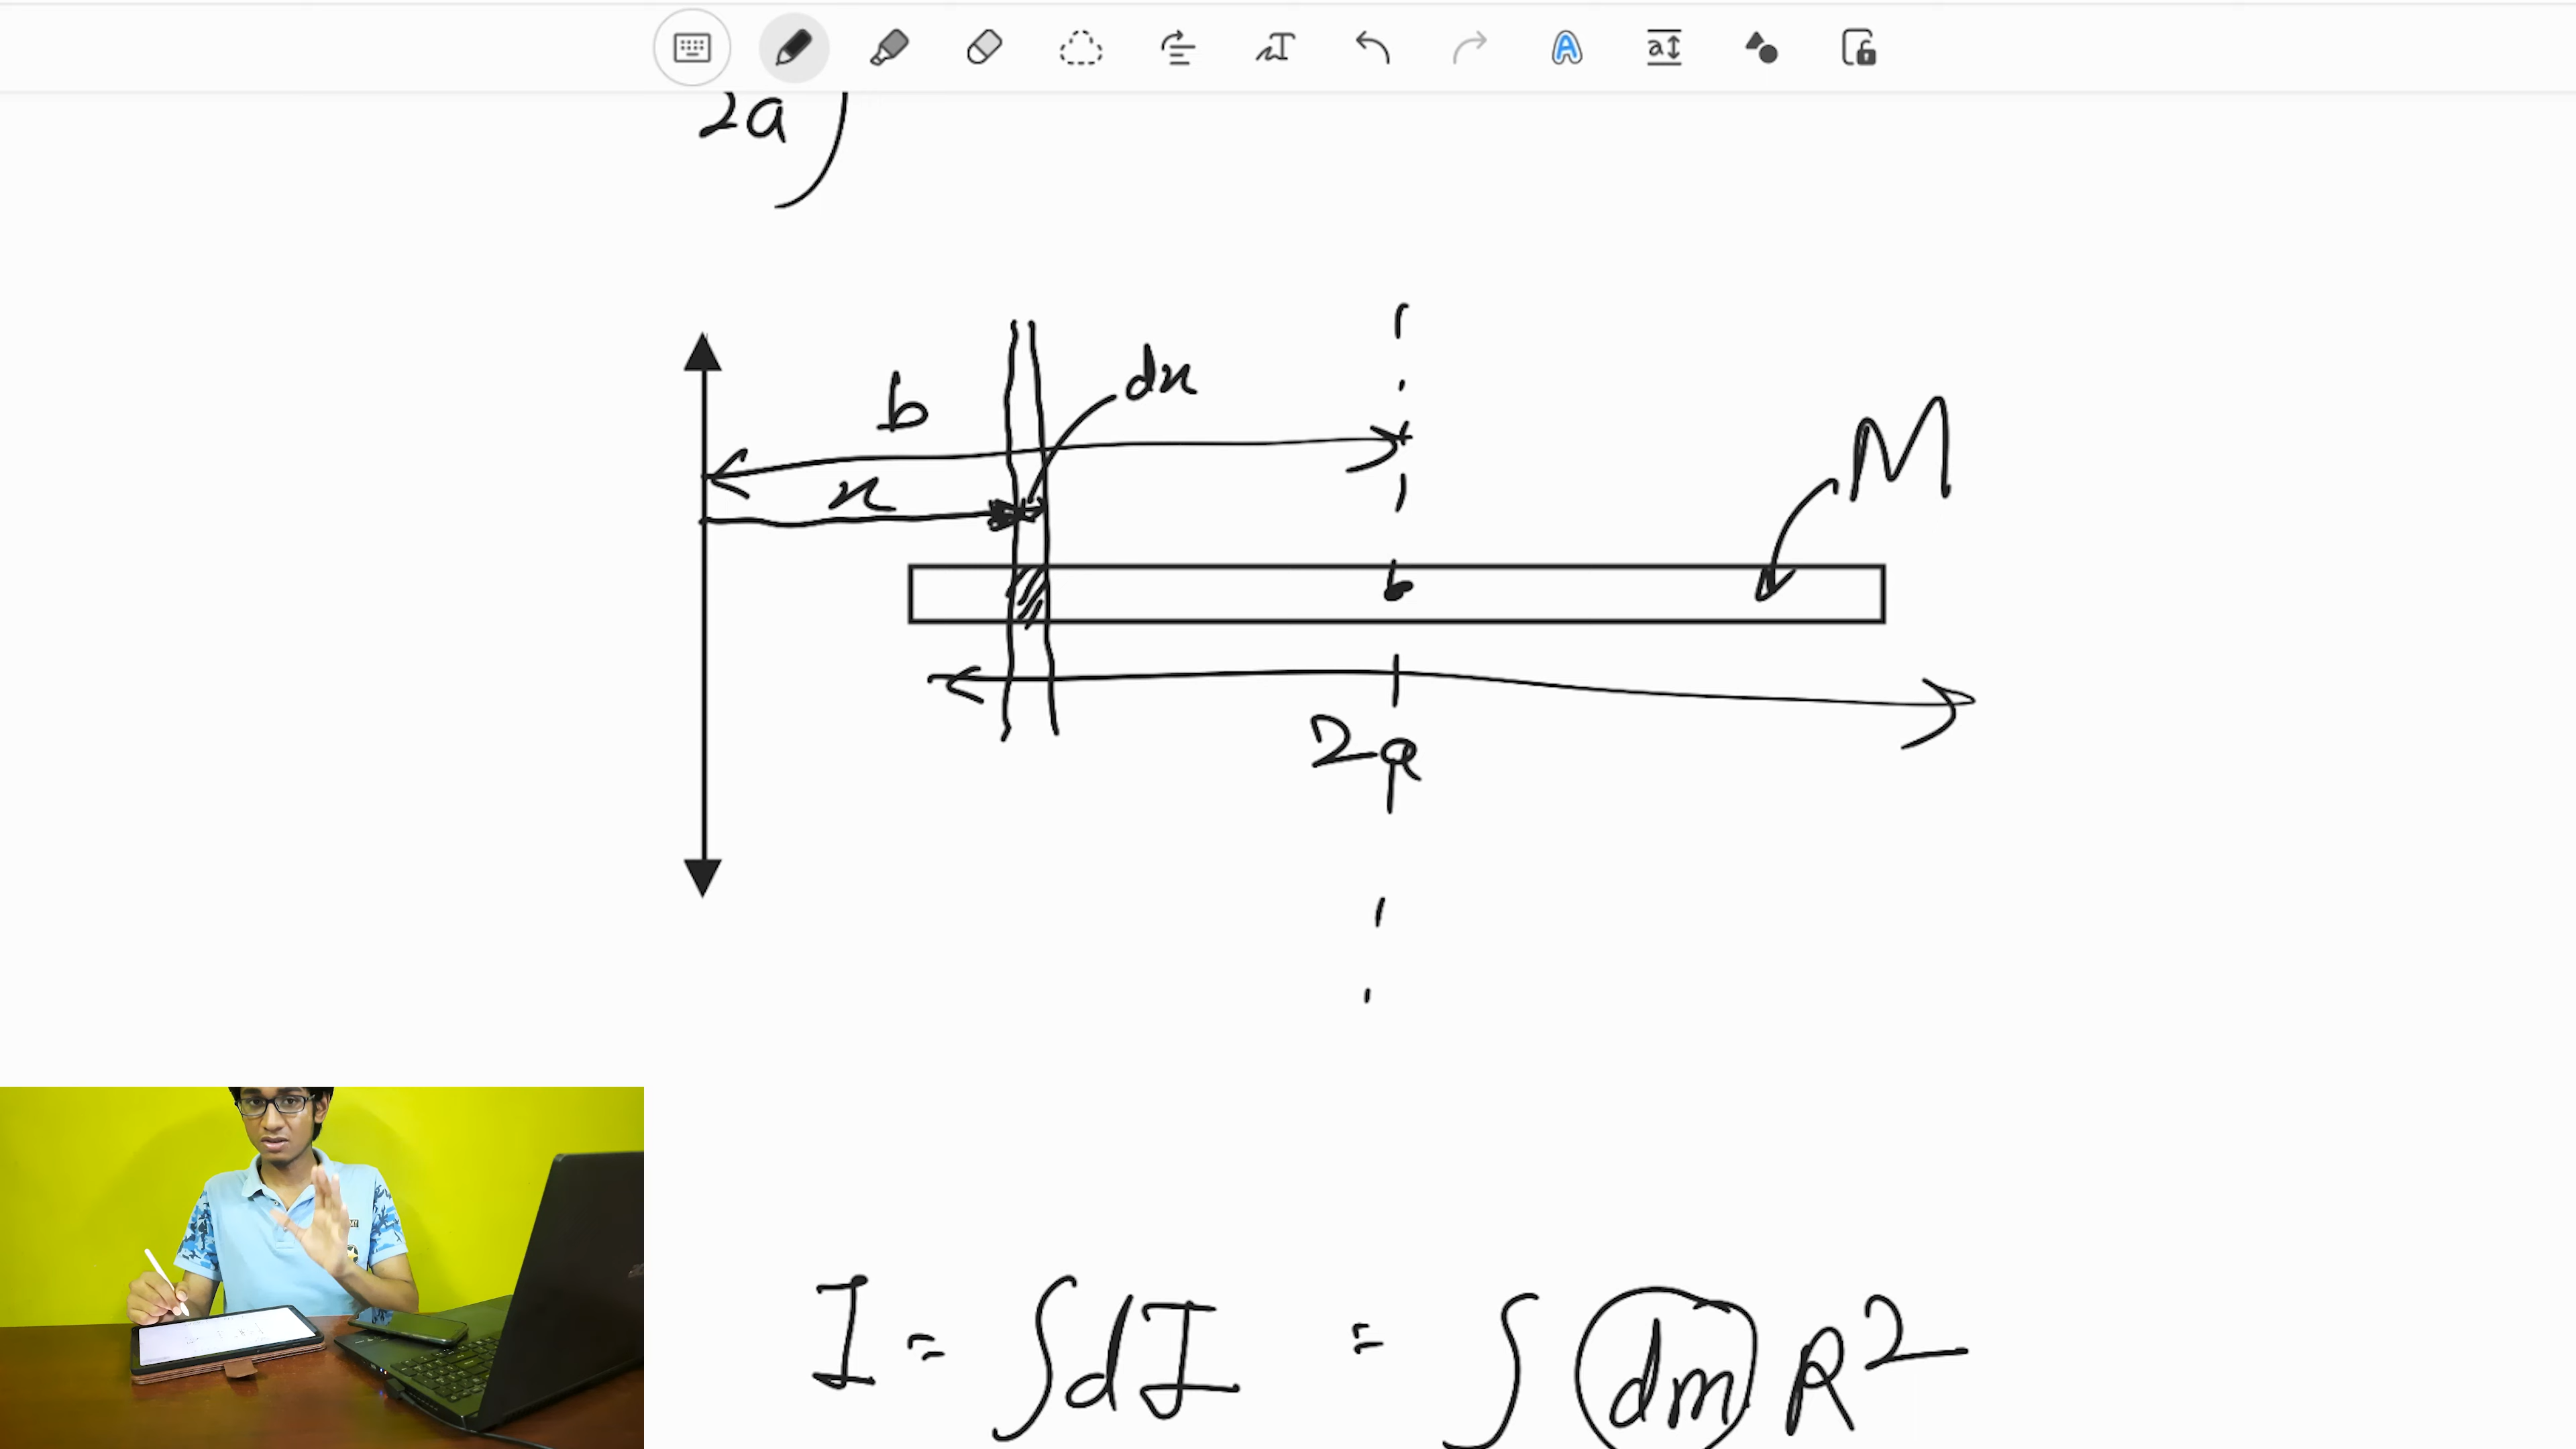 2a)
dx
b
M
x
2a
I = ∫dI = ∫ dm R²